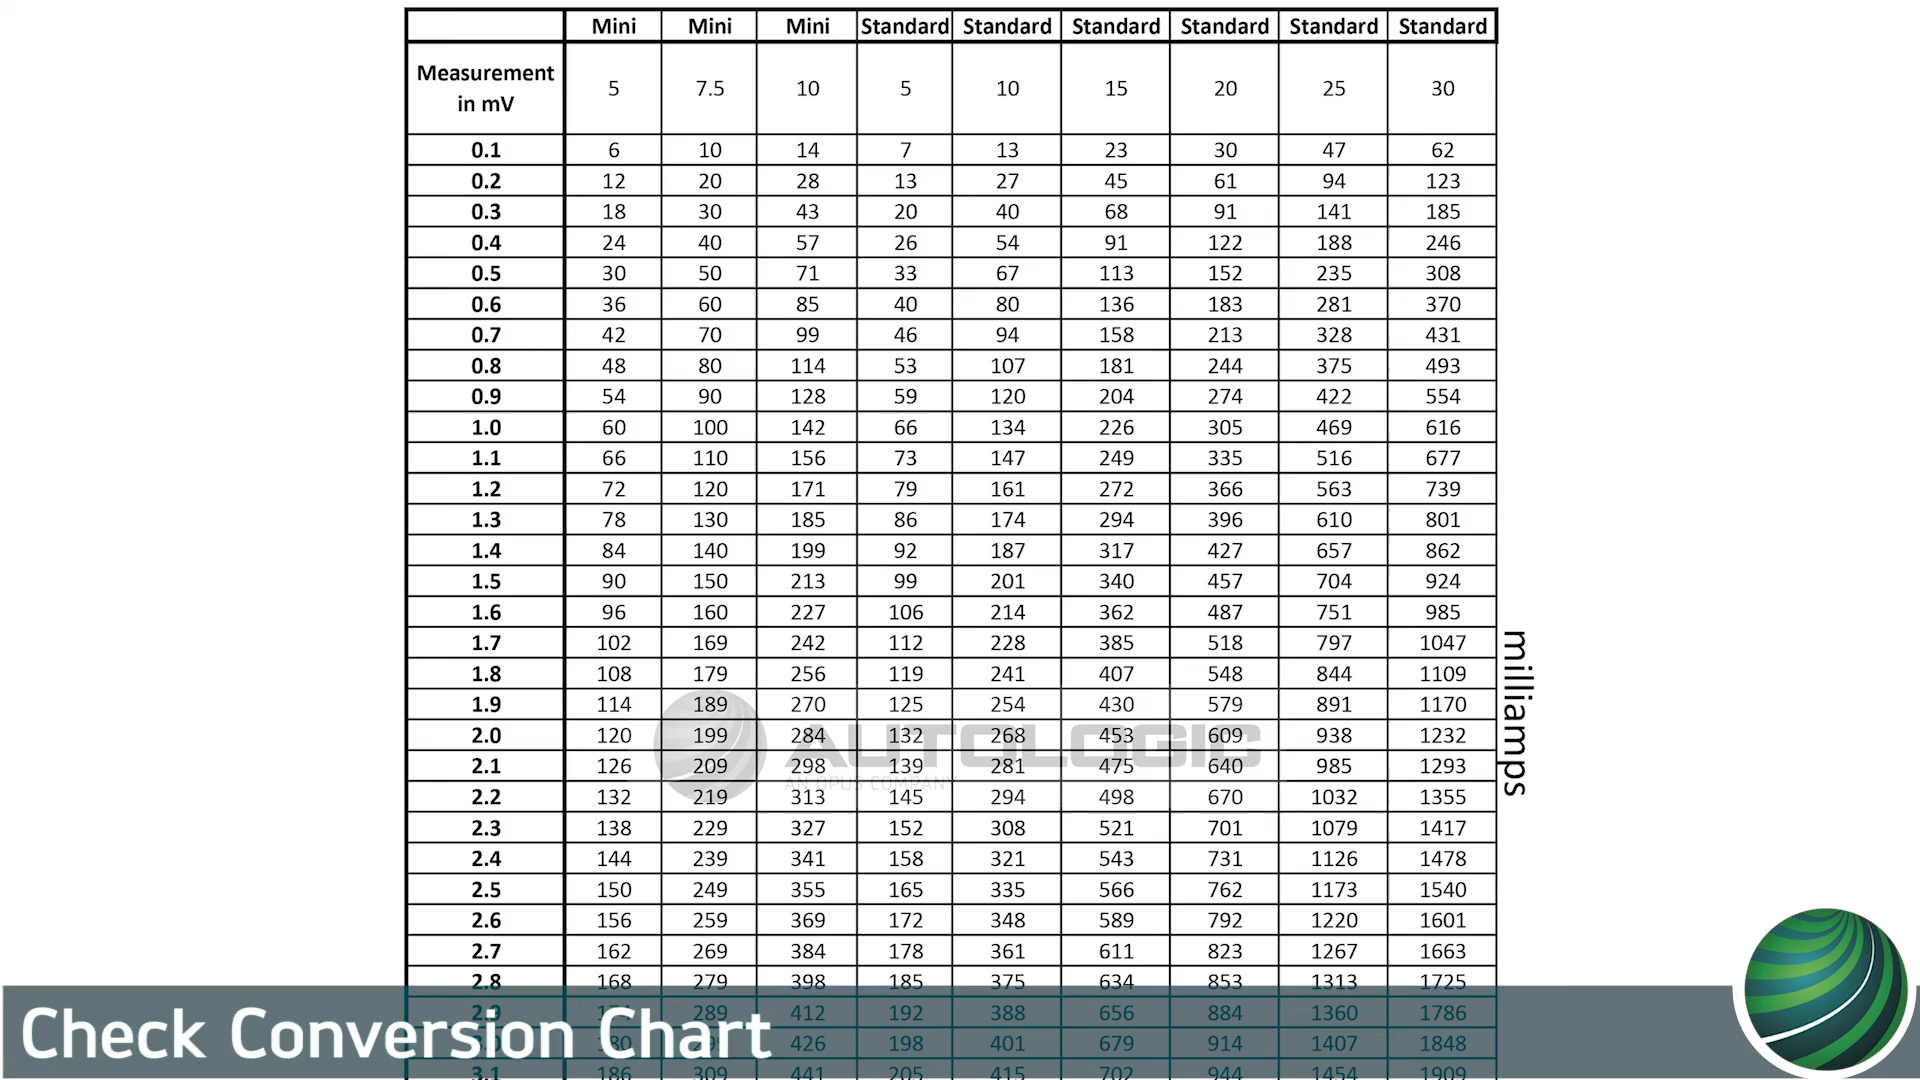 Mini Mini Mini Standard Standard Standard Standard Standard Standard
Measurement
in mV 5 7.5 10 5 10 15 20 25 30
0.1 6 10 14 7 13 23 30 47 62
0.2 12 20 28 13 27 45 61 94 123
0.3 18 30 43 20 40 68 91 141 185
0.4 24 40 57 26 54 91 122 188 246
0.5 30 50 71 33 67 113 152 235 308
0.6 36 60 85 40 80 136 183 281 370
0.7 42 70 99 46 94 158 213 328 431
0.8 48 80 114 53 107 181 244 375 493
0.9 54 90 128 59 120 204 274 422 554
1.0 60 100 142 66 134 226 305 469 616
1.1 66 110 156 73 147 249 335 516 677
1.2 72 120 171 79 161 272 366 563 739
1.3 78 130 185 86 174 294 396 610 801
1.4 84 140 199 92 187 317 427 657 862
1.5 90 150 213 99 201 340 457 704 924
1.6 96 160 227 106 214 362 487 751 985
1.7 102 169 242 112 228 385 518 797 1047
1.8 108 179 256 119 241 407 548 844 1109
1.9 114 189 270 125 254 430 579 891 1170
2.0 120 199 284 132 268 453 609 938 1232
2.1 126 209 298 139 281 475 640 985 1293
2.2 132 219 313 145 294 498 670 1032 1355
2.3 138 229 327 152 308 521 701 1079 1417
2.4 144 239 341 158 321 543 731 1126 1478
2.5 150 249 355 165 335 566 762 1173 1540
2.6 156 259 369 172 348 589 792 1220 1601
2.7 162 269 384 178 361 611 823 1267 1663
2.8 168 279 398 185 375 634 853 1313 1725
2.9 174 289 412 192 388 656 884 1360 1786
426 198 401 679 914 1407 1848
3.1 186 309 441 205 415 702 944 1454 1909
milliamps
AUTOLOGIC
AN OPUS COMPANY
Check Conversion Chart